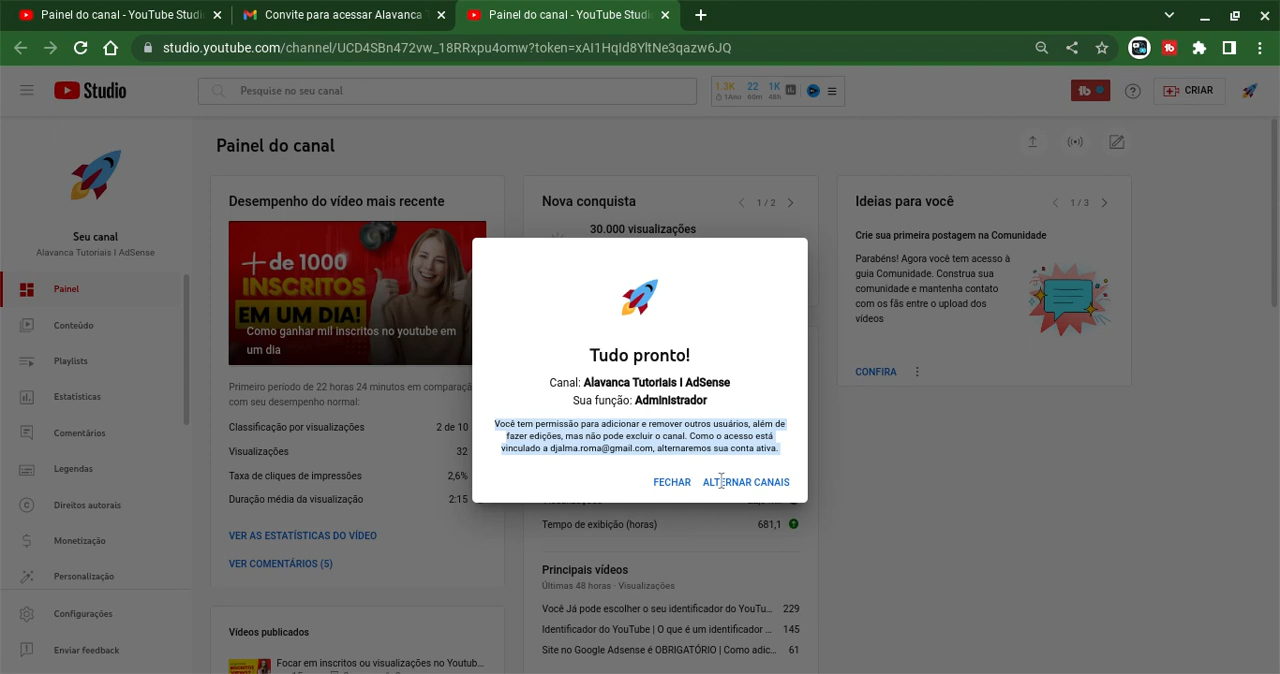 Painel do canal - YouTube Studi
Convite para acessar Alavanca T
Painel do canal - YouTube Studi
studio.youtube.com/channel/UCD4SBn472vw_18RRxpu4omw?token=xAI1HqId8YltNe3qazw6JQ
Studio
Pesquise no seu canal
1.3K 22 1K
1Ano 60m 48h
CRIAR
Painel do canal
Seu canal
Alavanca Tutoriais I AdSense
Painel
Conteúdo
Playlists
Estatísticas
Comentários
Legendas
Direitos autorais
Monetização
Personalização
Configurações
Enviar feedback
Desempenho do vídeo mais recente
+de 1000
INSCRITOS
EM UM DIA!
Como ganhar mil inscritos no youtube em
um dia
Primeiro período de 22 horas 24 minutos em comparaçã
com seu desempenho normal:
Classificação por visualizações 2 de 10
Visualizações 32
Taxa de cliques de impressões 2,6%
Duração média da visualização 2:15
VER AS ESTATÍSTICAS DO VÍDEO
VER COMENTÁRIOS (5)
Vídeos publicados
Focar em inscritos ou visualizações no Youtub...
Nova conquista
1 / 2
30.000 visualizações
Tudo pronto!
Canal: Alavanca Tutoriais I AdSense
Sua função: Administrador
Você tem permissão para adicionar e remover outros usuários, além de
fazer edições, mas não pode excluir o canal. Como o acesso está
vinculado a djalma.roma@gmail.com, alternaremos sua conta ativa.
FECHAR ALTERNAR CANAIS
Tempo de exibição (horas) 681,1
Principais vídeos
Últimas 48 horas · Visualizações
Você Já pode escolher o seu identificador do YouTu... 229
Identificador do YouTube | O que é um identificador ... 145
Site no Google Adsense é OBRIGATÓRIO | Como adic... 61
Ideias para você
1 / 3
Crie sua primeira postagem na Comunidade
Parabéns! Agora você tem acesso à
guia Comunidade. Construa sua
comunidade e mantenha contato
com os fãs entre o upload dos
vídeos
CONFIRA